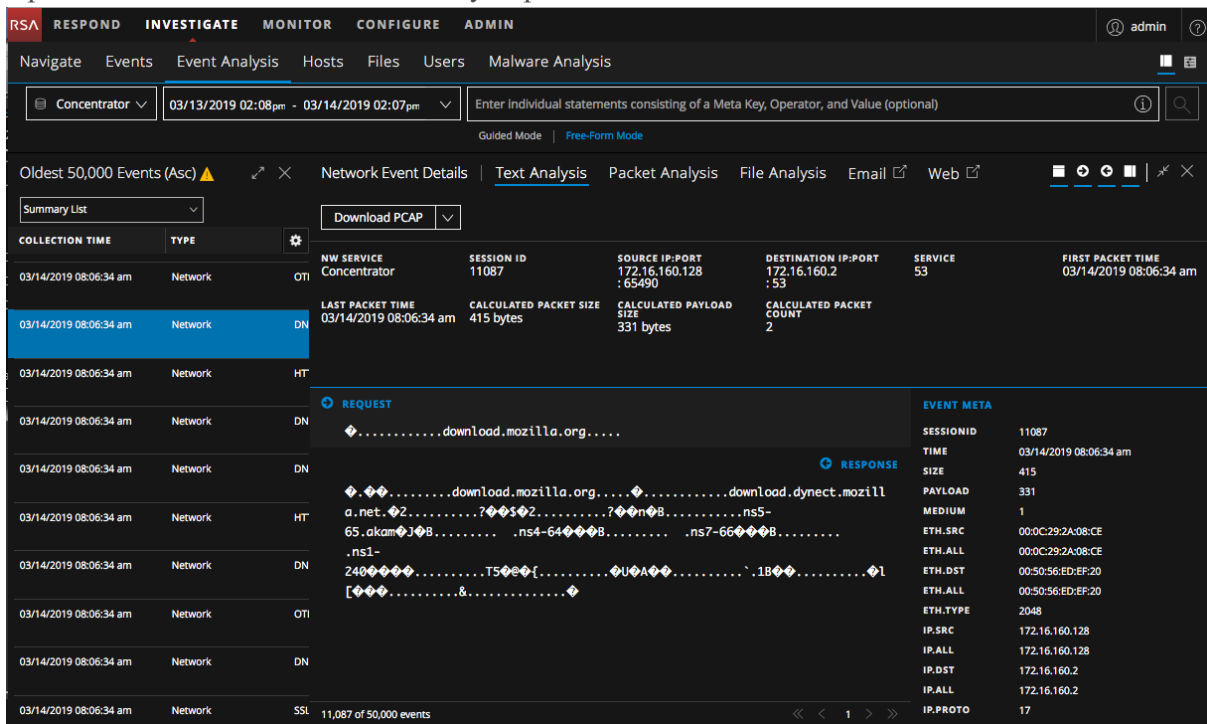 RSA RESPOND INVESTIGATE MONITOR CONFIGURE ADMIN admin
Navigate Events Event Analysis Hosts Files Users Malware Analysis
Concentrator 03/13/2019 02:08pm - 03/14/2019 02:07pm Enter individual statements consisting of a Meta Key, Operator, and Value (optional)
Guided Mode | Free-Form Mode
Oldest 50,000 Events (Asc)
Summary List
COLLECTION TIME TYPE
03/14/2019 08:06:34 am Network OTI
03/14/2019 08:06:34 am Network DN
03/14/2019 08:06:34 am Network HT
03/14/2019 08:06:34 am Network DN
03/14/2019 08:06:34 am Network DN
03/14/2019 08:06:34 am Network HT
03/14/2019 08:06:34 am Network DN
03/14/2019 08:06:34 am Network OTI
03/14/2019 08:06:34 am Network DN
03/14/2019 08:06:34 am Network SSL
Network Event Details | Text Analysis Packet Analysis File Analysis Email Web
Download PCAP
NW SERVICE SESSION ID SOURCE IP:PORT DESTINATION IP:PORT SERVICE FIRST PACKET TIME
Concentrator 11087 172.16.160.128 172.16.160.2 53 03/14/2019 08:06:34 am
: 65490 : 53
LAST PACKET TIME CALCULATED PACKET SIZE CALCULATED PAYLOAD SIZE CALCULATED PACKET COUNT
03/14/2019 08:06:34 am 415 bytes 331 bytes 2
REQUEST
�............download.mozilla.org.....
RESPONSE
�.��.........download.mozilla.org.....�............download.dynect.mozill
a.net.�2..........?��$�2..........?��n�B...........ns5-
65.akam�J�B......... .ns4-64���B......... .ns7-66���B.........
.ns1-
240����..........T5�@�{..........�U�A��..........`.1B��..........�l
[���..........&..............�
11,087 of 50,000 events « < 1 > »
EVENT META
SESSIONID 11087
TIME 03/14/2019 08:06:34 am
SIZE 415
PAYLOAD 331
MEDIUM 1
ETH.SRC 00:0C:29:2A:08:CE
ETH.ALL 00:0C:29:2A:08:CE
ETH.DST 00:50:56:ED:EF:20
ETH.ALL 00:50:56:ED:EF:20
ETH.TYPE 2048
IP.SRC 172.16.160.128
IP.ALL 172.16.160.128
IP.DST 172.16.160.2
IP.ALL 172.16.160.2
IP.PROTO 17